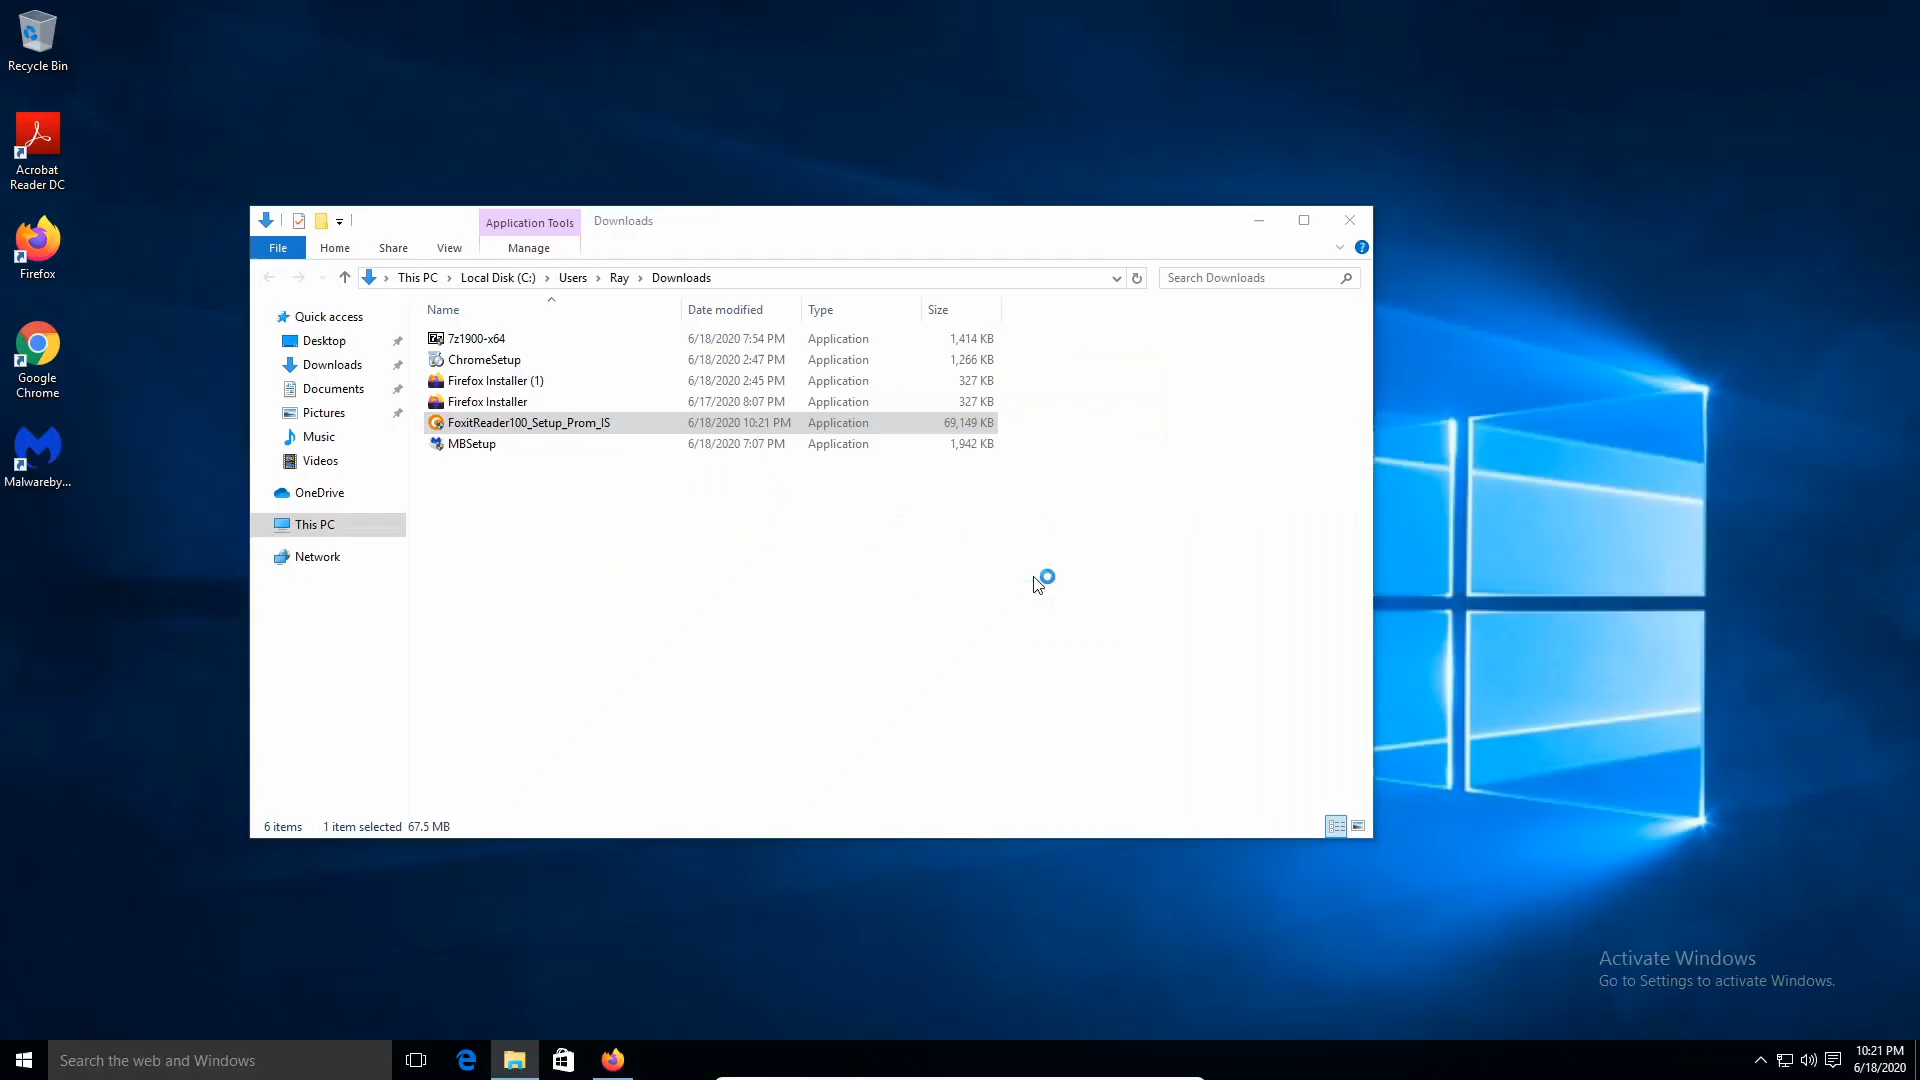 Recycle Bin
Acrobat
Reader DC
Firefox
Google
Chrome
Malwareby...
Application Tools
Downloads
File
Home
Share
View
Manage
This PC
Local Disk (C:)
Users
Ray
Downloads
Search Downloads
Quick access
Desktop
Downloads
Documents
Pictures
Music
Videos
OneDrive
This PC
Network
Name Date modified Type Size
7z1900-x64 6/18/2020 7:54 PM Application 1,414 KB
ChromeSetup 6/18/2020 2:47 PM Application 1,266 KB
Firefox Installer (1) 6/18/2020 2:45 PM Application 327 KB
Firefox Installer 6/17/2020 8:07 PM Application 327 KB
FoxitReader100_Setup_Prom_IS 6/18/2020 10:21 PM Application 69,149 KB
MBSetup 6/18/2020 7:07 PM Application 1,942 KB
6 items 1 item selected 67.5 MB
Activate Windows
Go to Settings to activate Windows.
Search the web and Windows
10:21 PM
6/18/2020